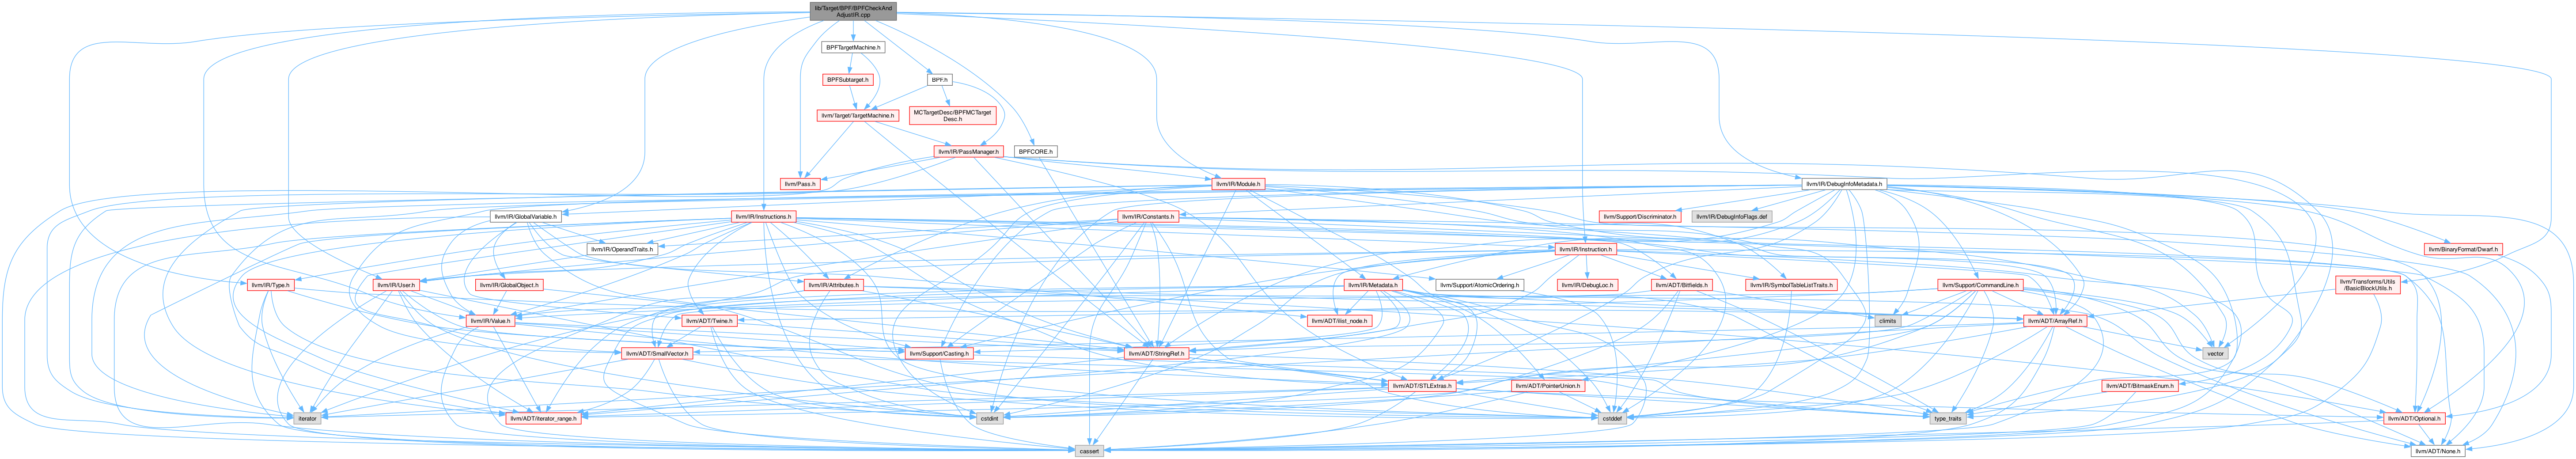 lib/Target/BPF/BPFCheckAnd
AdjustIR.cpp
BPFTargetMachine.h
BPFSubtarget.h
BPF.h
llvm/Target/TargetMachine.h
MCTargetDesc/BPFMCTarget
Desc.h
llvm/IR/PassManager.h
BPFCORE.h
llvm/Pass.h
llvm/IR/Module.h
llvm/IR/DebugInfoMetadata.h
llvm/IR/GlobalVariable.h
llvm/IR/Instructions.h
llvm/IR/Constants.h
llvm/Support/Discriminator.h
llvm/IR/DebugInfoFlags.def
llvm/IR/OperandTraits.h
llvm/IR/Instruction.h
llvm/BinaryFormat/Dwarf.h
llvm/IR/Type.h
llvm/IR/User.h
llvm/IR/GlobalObject.h
llvm/IR/Attributes.h
llvm/IR/Metadata.h
llvm/Support/AtomicOrdering.h
llvm/IR/DebugLoc.h
llvm/ADT/Bitfields.h
llvm/IR/SymbolTableListTraits.h
llvm/Support/CommandLine.h
llvm/Transforms/Utils
/BasicBlockUtils.h
llvm/IR/Value.h
llvm/ADT/Twine.h
llvm/ADT/ilist_node.h
climits
llvm/ADT/ArrayRef.h
llvm/ADT/SmallVector.h
llvm/Support/Casting.h
llvm/ADT/StringRef.h
vector
llvm/ADT/STLExtras.h
llvm/ADT/PointerUnion.h
llvm/ADT/BitmaskEnum.h
iterator
llvm/ADT/iterator_range.h
cstdint
cstddef
type_traits
llvm/ADT/Optional.h
cassert
llvm/ADT/None.h